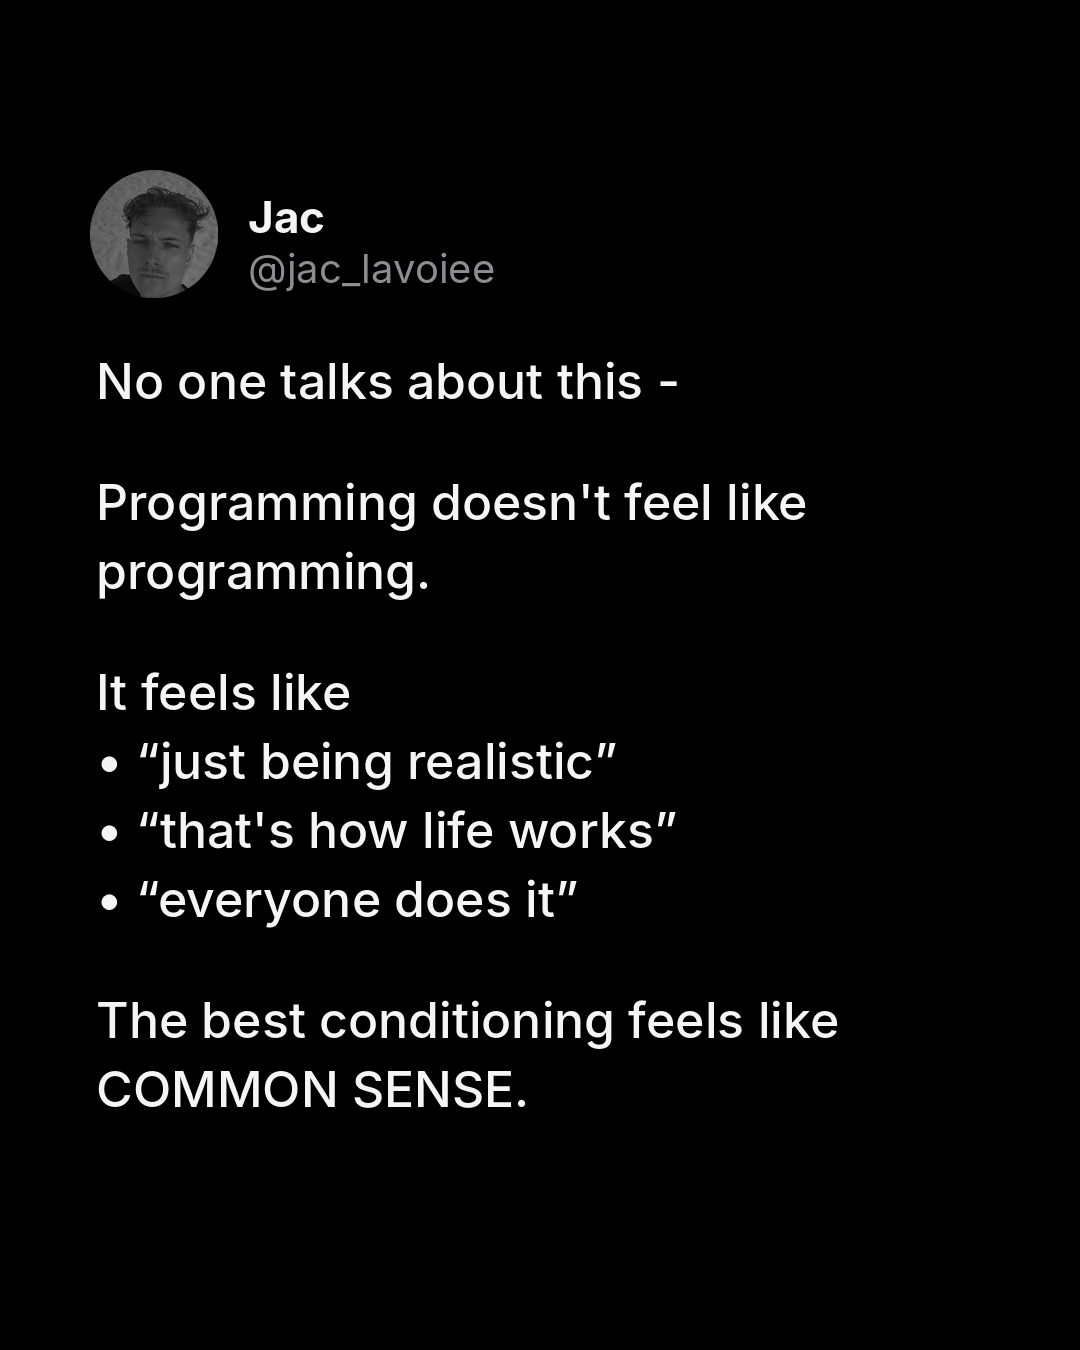 Jac
@jac_lavoiee
No one talks about this -
Programming doesn't feel like
programming.
It feels like
• “just being realistic”
• “that's how life works”
• “everyone does it”
The best conditioning feels like
COMMON SENSE.